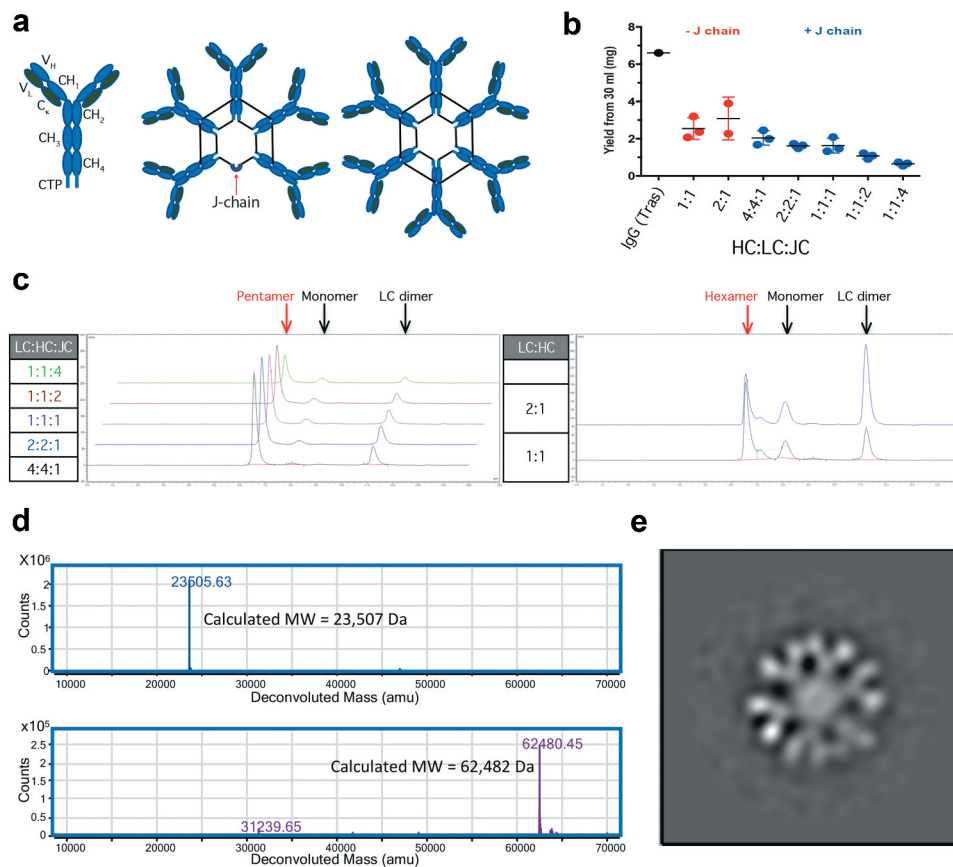 a
V_H
V_L
CH_1
C_κ
CH_2
CH_3
CH_4
CTP
J-chain
b
- J chain
+ J chain
Yield from 30 ml (mg)
8
6
4
2
0
IgG (Tras)
1:1
2:1
4:4:1
2:2:1
1:1:1
1:1:2
1:1:4
HC:LC:JC
c
Pentamer
Monomer
LC dimer
LC:HC:JC
1:1:4
1:1:2
1:1:1
2:2:1
4:4:1
Hexamer
Monomer
LC dimer
LC:HC
2:1
1:1
d
X10^6
23505.63
2
1.5
1
0.5
0
Counts
Calculated MW = 23,507 Da
10000 20000 30000 40000 50000 60000 70000
Deconvoluted Mass (amu)
x10^5
62480.45
2.5
2
1.5
1
0.5
0
Counts
Calculated MW = 62,482 Da
31239.65
10000 20000 30000 40000 50000 60000 70000
Deconvoluted Mass (amu)
e